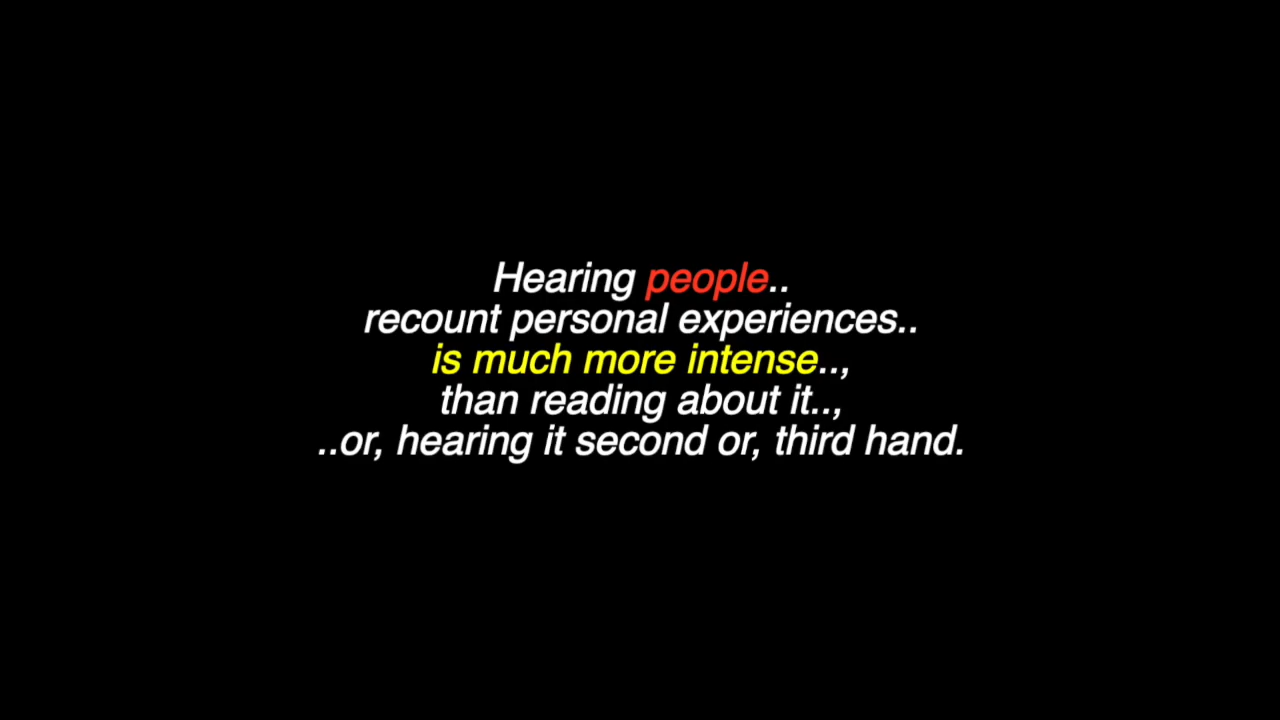 Hearing people..
recount personal experiences..
is much more intense..,
than reading about it..,
..or, hearing it second or, third hand.